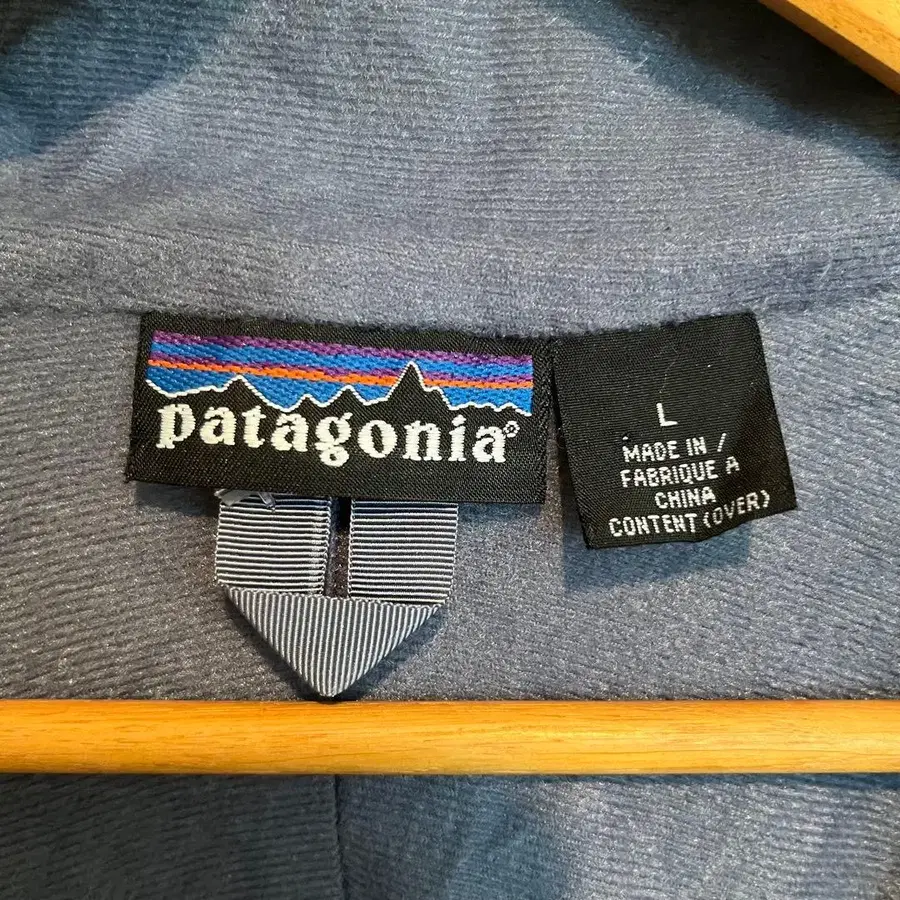 patagonia®
L
MADE IN /
FABRIQUE A
CHINA
CONTENT (OVER)